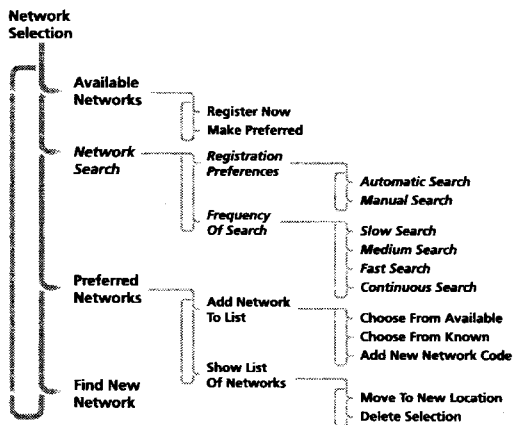 Network
Selection
Available
Networks
Register Now
Make Preferred
Network
Search
Registration
Preferences
Automatic Search
Manual Search
Frequency
Of Search
Slow Search
Medium Search
Fast Search
Continuous Search
Preferred
Networks
Add Network
To List
Choose From Available
Choose From Known
Add New Network Code
Show List
Of Networks
Move To New Location
Delete Selection
Find New
Network